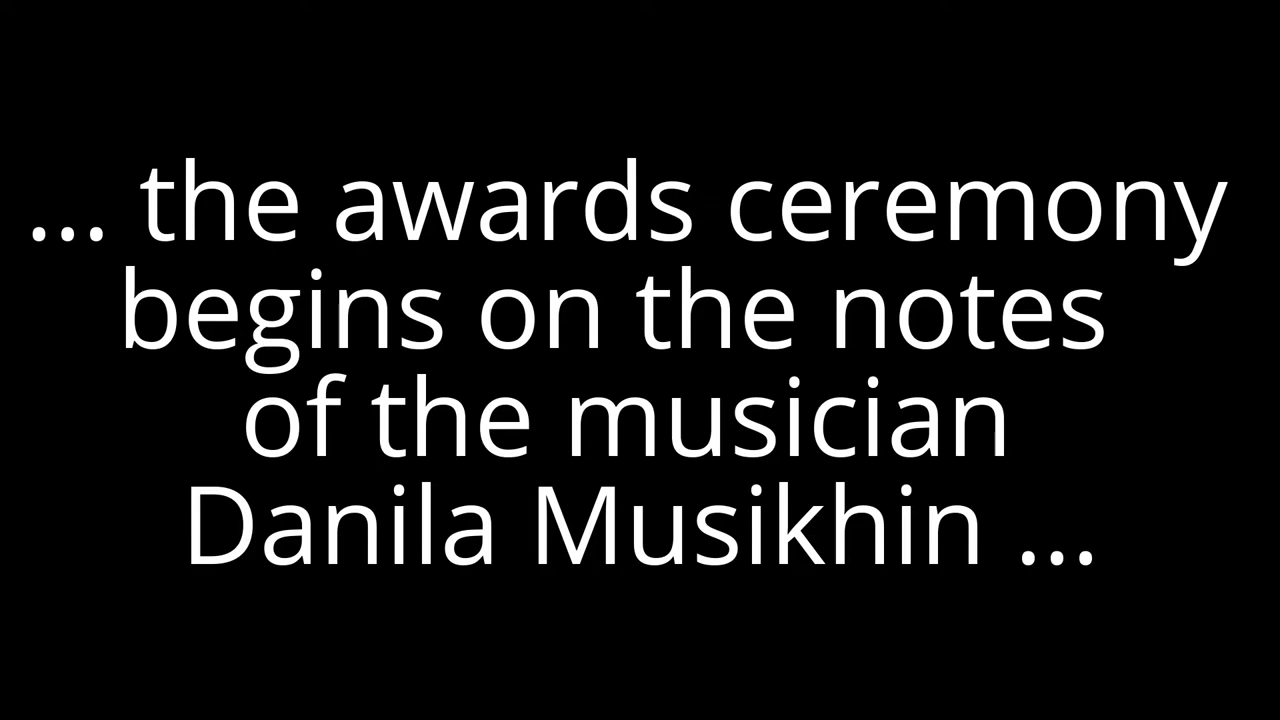 ... the awards ceremony
begins on the notes
of the musician
Danila Musikhin ...